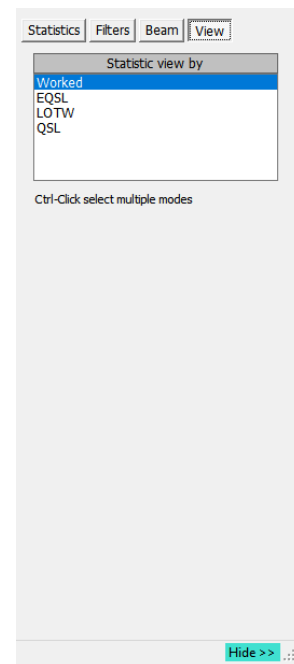 Statistics Filters Beam View
Statistic view by
Worked
EQSL
LOTW
QSL
Ctrl-Click select multiple modes
Hide >>